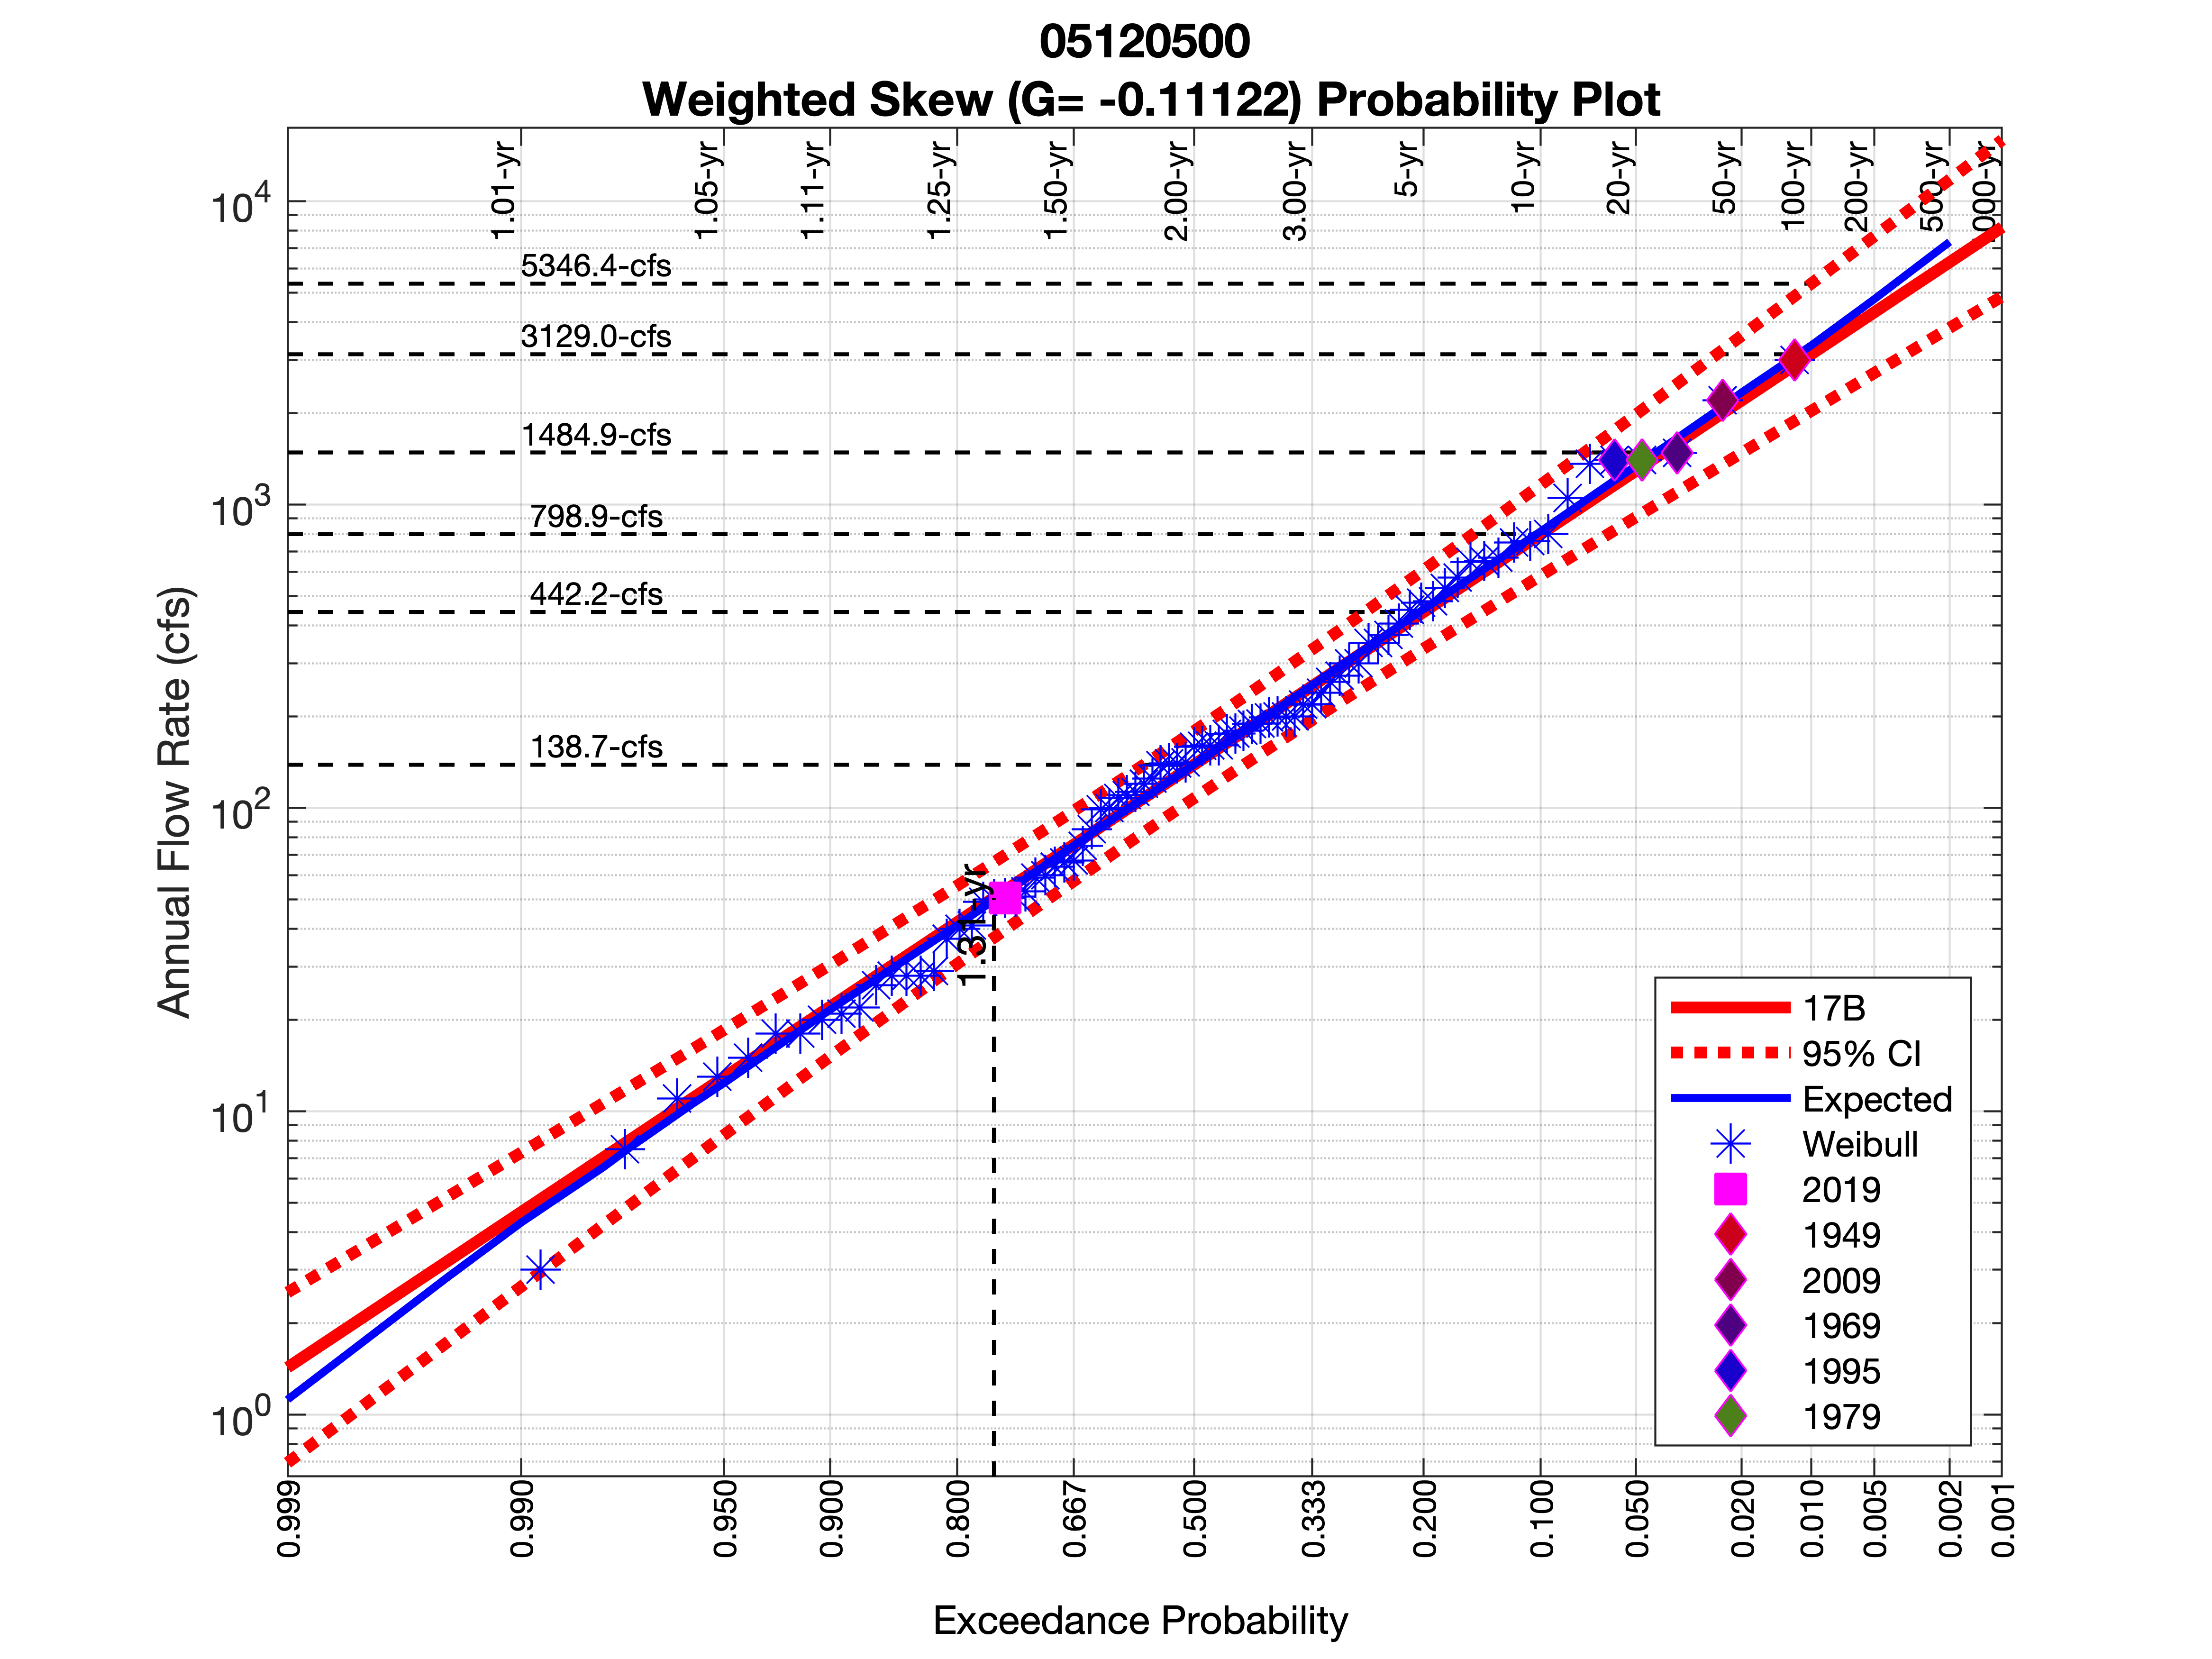 05120500
Weighted Skew (G= -0.11122) Probability Plot
1.01-yr
1.05-yr
1.11-yr
1.25-yr
1.50-yr
2.00-yr
3.00-yr
5-yr
10-yr
20-yr
50-yr
100-yr
200-yr
500-yr
000-yr
10^4
10^3
10^2
10^1
10^0
Annual Flow Rate (cfs)
5346.4-cfs
3129.0-cfs
1484.9-cfs
798.9-cfs
442.2-cfs
138.7-cfs
1.31-yr
17B
95% CI
Expected
Weibull
2019
1949
2009
1969
1995
1979
0.999
0.990
0.950
0.900
0.800
0.667
0.500
0.333
0.200
0.100
0.050
0.020
0.010
0.005
0.002
0.001
Exceedance Probability